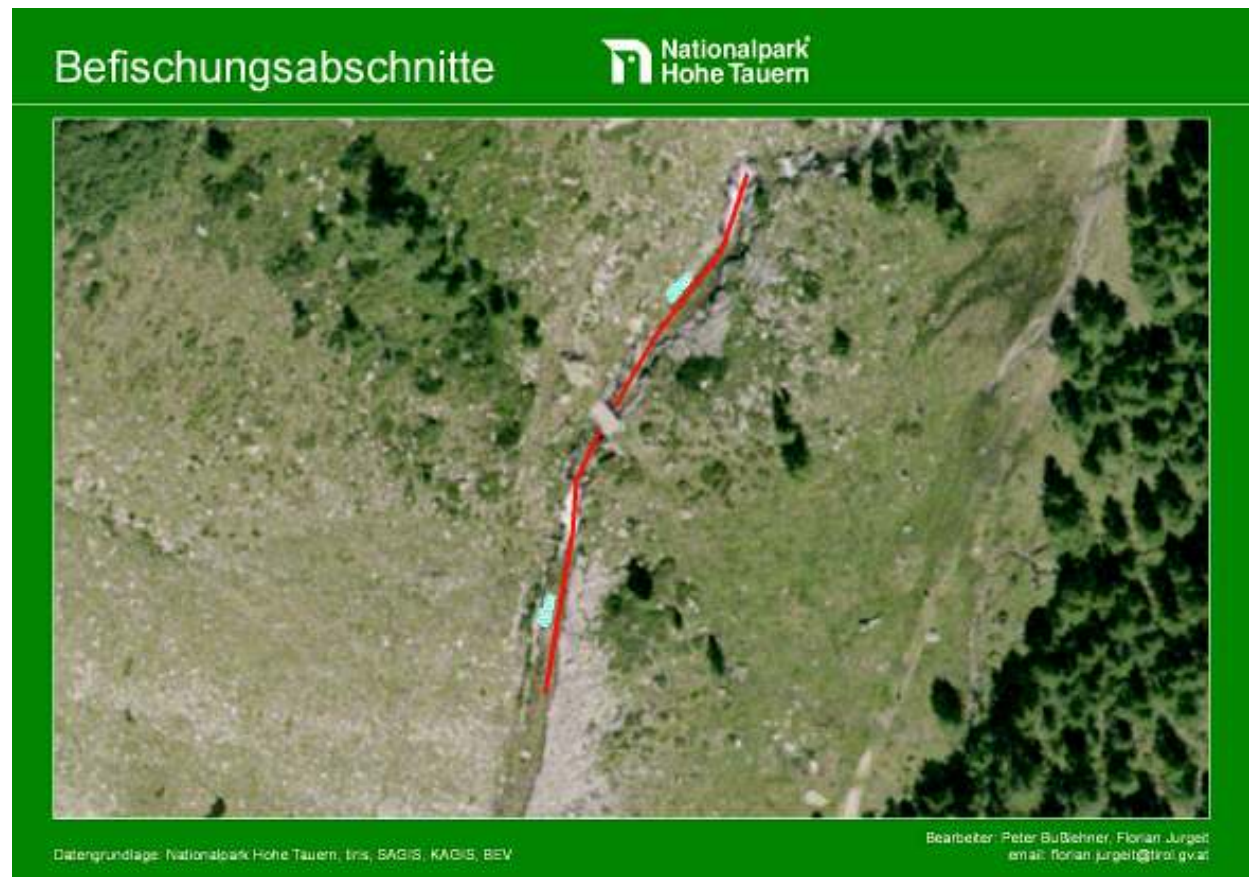 Befischungsabschnitte
Nationalpark®
Hohe Tauern
Datengrundlage: Nationalpark Hohe Tauern, tiris, SAGIS, KAGIS, BEV
Bearbeiter: Peter Bußlehner, Florian Jurgeit
email: florian.jurgeit@tirol.gv.at